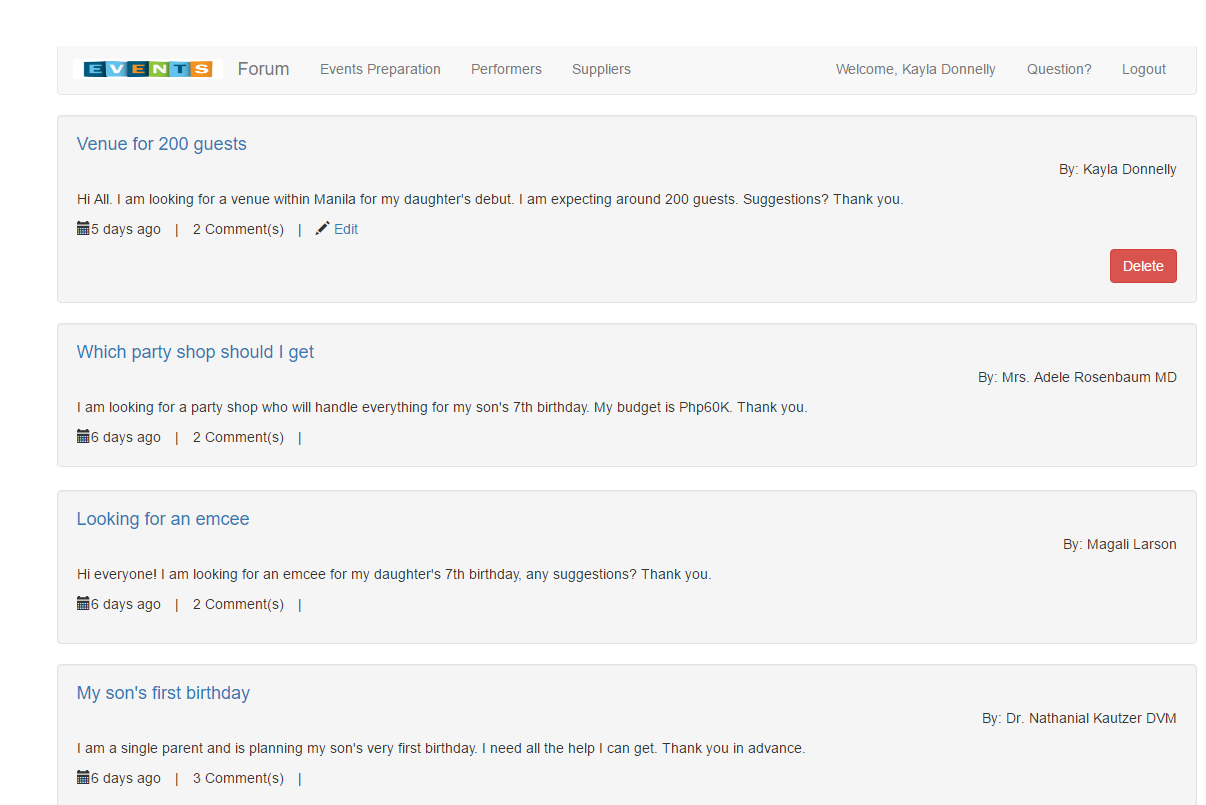 EVENTS Forum Events Preparation Performers Suppliers Welcome, Kayla Donnelly Question? Logout
Venue for 200 guests
By: Kayla Donnelly
Hi All. I am looking for a venue within Manila for my daughter's debut. I am expecting around 200 guests. Suggestions? Thank you.
5 days ago | 2 Comment(s) | Edit
Delete
Which party shop should I get
By: Mrs. Adele Rosenbaum MD
I am looking for a party shop who will handle everything for my son's 7th birthday. My budget is Php60K. Thank you.
6 days ago | 2 Comment(s) |
Looking for an emcee
By: Magali Larson
Hi everyone! I am looking for an emcee for my daughter's 7th birthday, any suggestions? Thank you.
6 days ago | 2 Comment(s) |
My son's first birthday
By: Dr. Nathanial Kautzer DVM
I am a single parent and is planning my son's very first birthday. I need all the help I can get. Thank you in advance.
6 days ago | 3 Comment(s) |